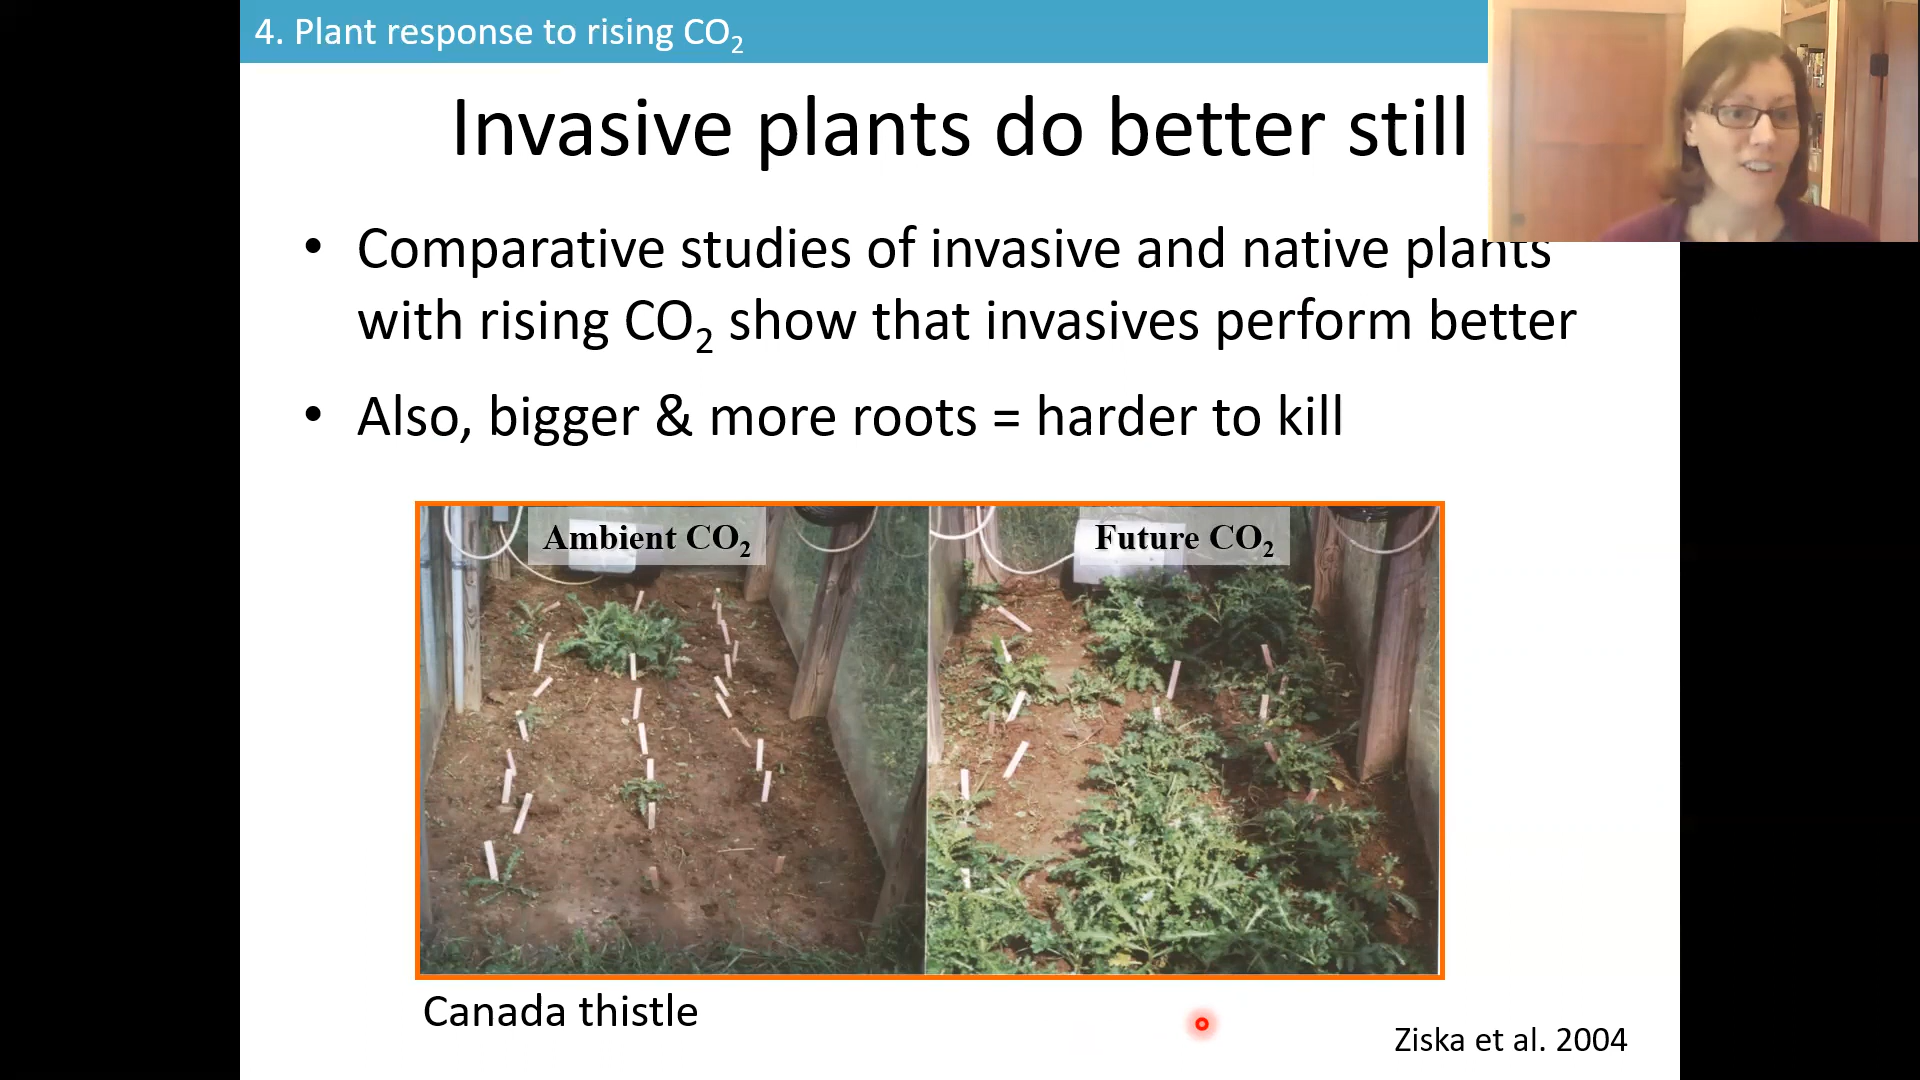 4. Plant response to rising CO₂
Invasive plants do better still
• Comparative studies of invasive and native plants
with rising CO₂ show that invasives perform better
• Also, bigger & more roots = harder to kill
Ambient CO₂
Future CO₂
Canada thistle
Ziska et al. 2004